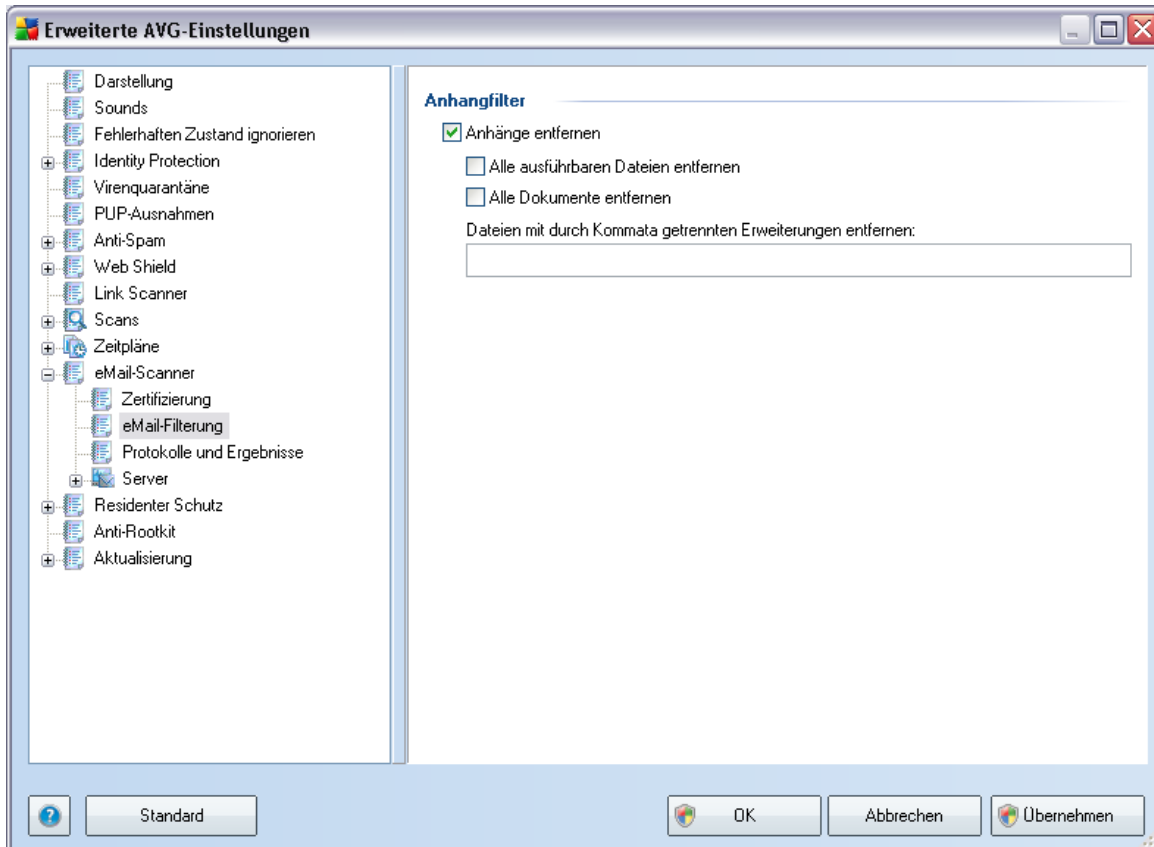 Erweiterte AVG-Einstellungen
Darstellung
Sounds
Fehlerhaften Zustand ignorieren
Identity Protection
Virenquarantäne
PUP-Ausnahmen
Anti-Spam
Web Shield
Link Scanner
Scans
Zeitpläne
eMail-Scanner
Zertifizierung
eMail-Filterung
Protokolle und Ergebnisse
Server
Residenter Schutz
Anti-Rootkit
Aktualisierung
Anhangfilter
Anhänge entfernen
Alle ausführbaren Dateien entfernen
Alle Dokumente entfernen
Dateien mit durch Kommata getrennten Erweiterungen entfernen:
?
Standard
OK
Abbrechen
Übernehmen